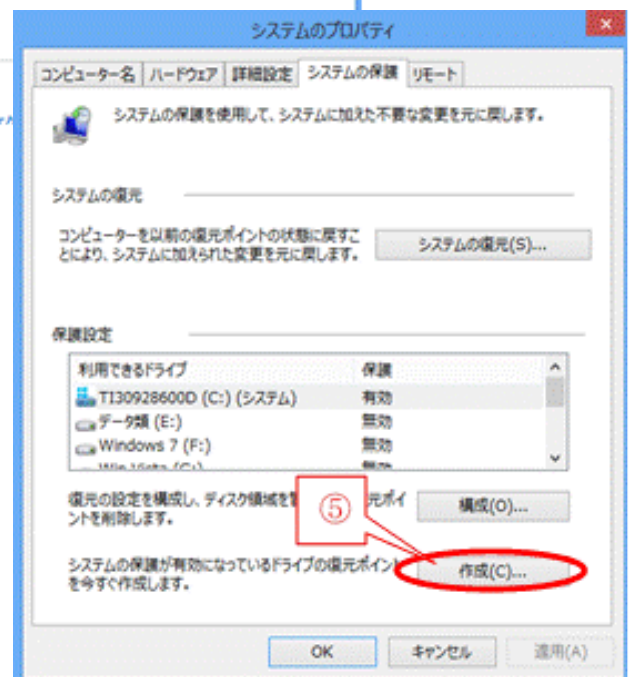 システムのプロパティ
コンピューター名 ハードウェア 詳細設定 システムの保護 リモート
システムの保護を使用して、システムに加えた不要な変更を元に戻します。
システムの復元
コンピューターを以前の復元ポイントの状態に戻すこ
とにより、システムに加えられた変更を元に戻します。
システムの復元(S)...
保護設定
利用できるドライブ 保護
TI30928600D (C:) (システム) 有効
データ類 (E:) 無効
Windows 7 (F:) 無効
復元の設定を構成し、ディスク領域を
元ポイ
ントを削除します。
構成(O)...
⑤
システムの保護が有効になっているドライブの復元ポイント
を今すぐ作成します。
作成(C)...
OK キャンセル 適用(A)